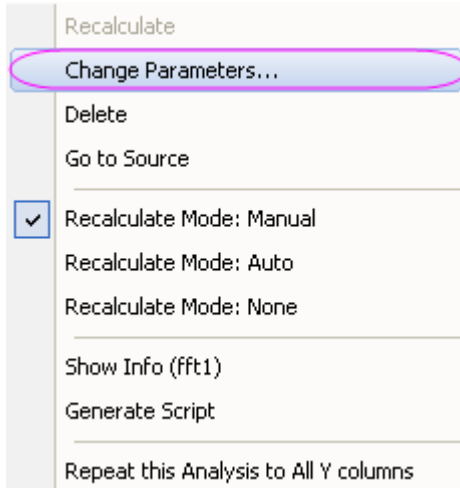 Recalculate
Change Parameters...
Delete
Go to Source
Recalculate Mode: Manual
Recalculate Mode: Auto
Recalculate Mode: None
Show Info (fft1)
Generate Script
Repeat this Analysis to All Y columns